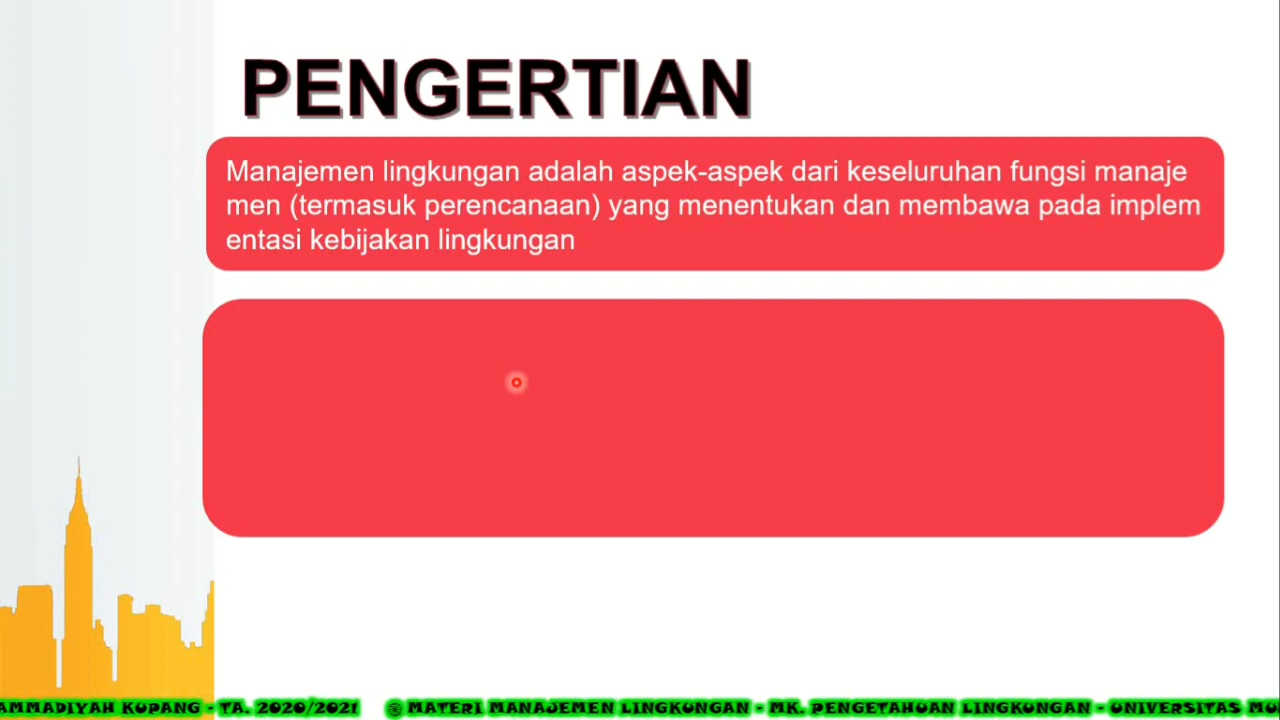 PENGERTIAN
Manajemen lingkungan adalah aspek-aspek dari keseluruhan fungsi manaje
men (termasuk perencanaan) yang menentukan dan membawa pada implem
entasi kebijakan lingkungan
AMMADIYAH KUPANG - TA. 2020/2021 @ MATERI MANAJEMEN LINGKUNGAN - MK. PENGETAHUAN LINGKUNGAN - UNIVERSITAS MU